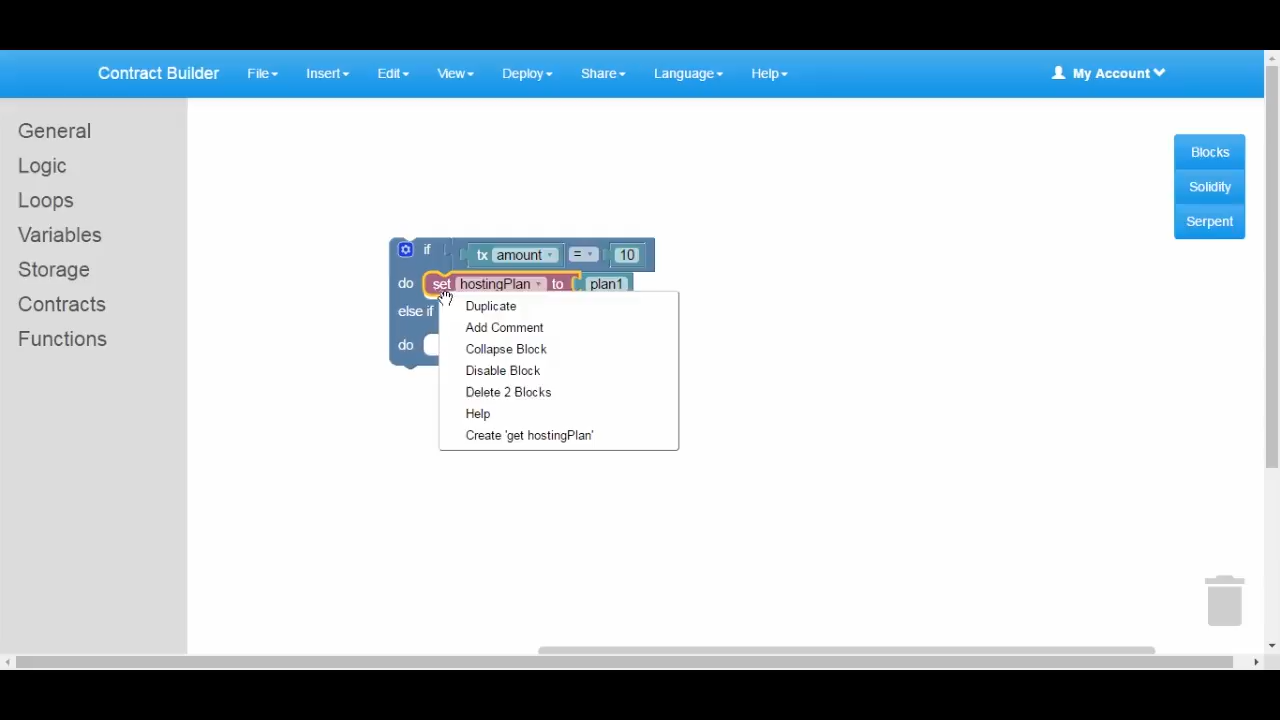 Contract Builder File Insert Edit View Deploy Share Language Help My Account
General
Logic
Loops
Variables
Storage
Contracts
Functions
Blocks
Solidity
Serpent
if tx amount = 10
do set hostingPlan to plan1
else if
do
Duplicate
Add Comment
Collapse Block
Disable Block
Delete 2 Blocks
Help
Create 'get hostingPlan'